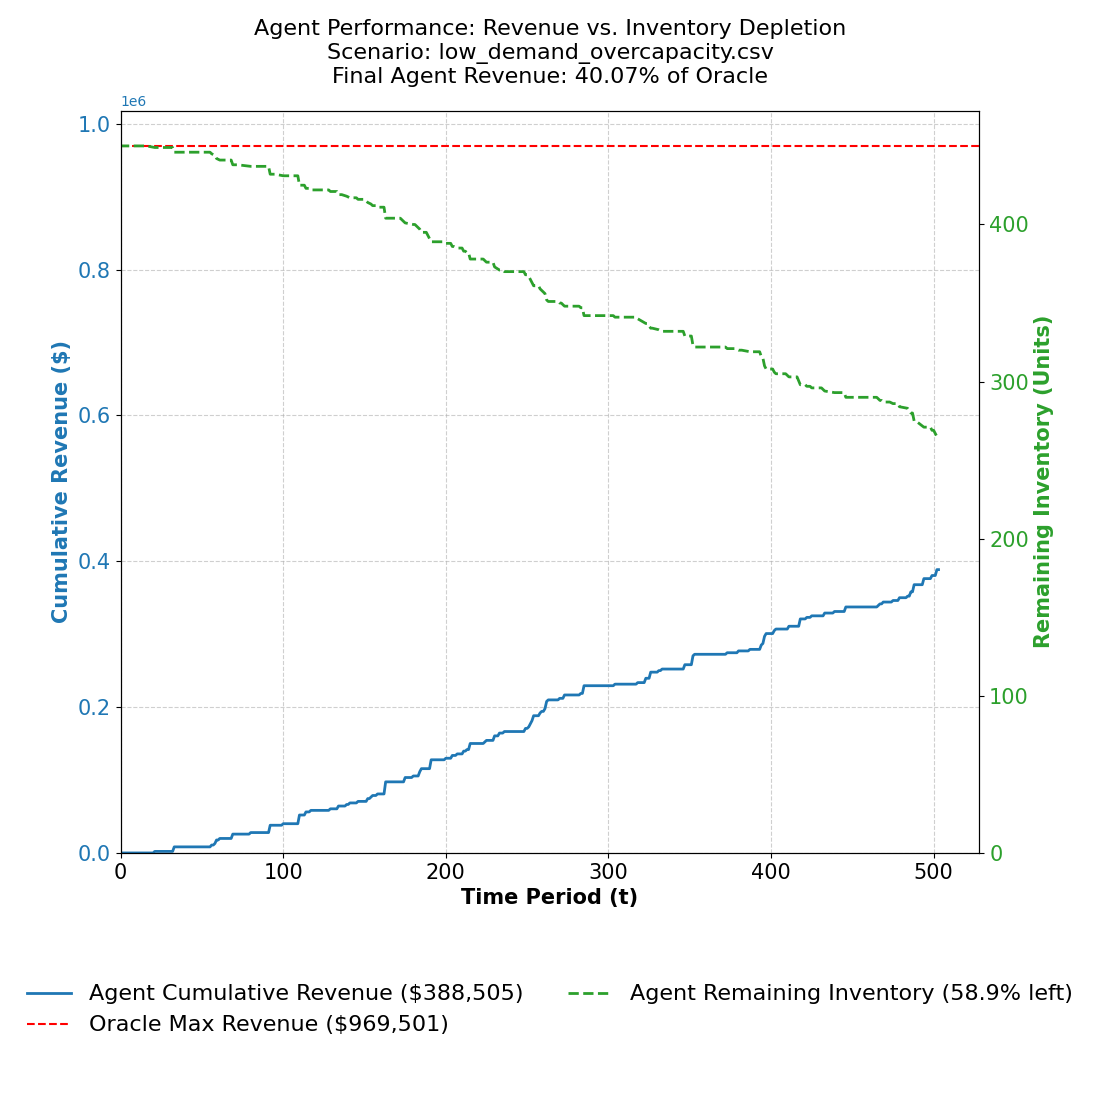 Agent Performance: Revenue vs. Inventory Depletion
Scenario: low_demand_overcapacity.csv
Final Agent Revenue: 40.07% of Oracle
1e6
1.0
0.8
0.6
0.4
0.2
0.0
Cumulative Revenue ($)
400
300
200
100
0
Remaining Inventory (Units)
0 100 200 300 400 500
Time Period (t)
Agent Cumulative Revenue ($388,505)
Oracle Max Revenue ($969,501)
Agent Remaining Inventory (58.9% left)